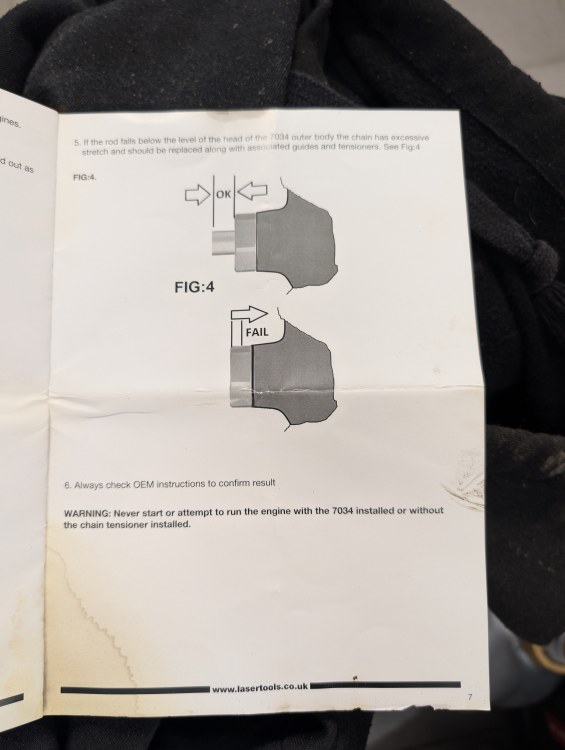 gines.
d out as
5. If the rod falls below the level of the head of the 7034 outer body the chain has excessive
stretch and should be replaced along with associated guides and tensioners. See Fig:4
FIG:4.
OK
FIG:4
FAIL
6. Always check OEM instructions to confirm result
WARNING: Never start or attempt to run the engine with the 7034 installed or without
the chain tensioner installed.
www.lasertools.co.uk
7